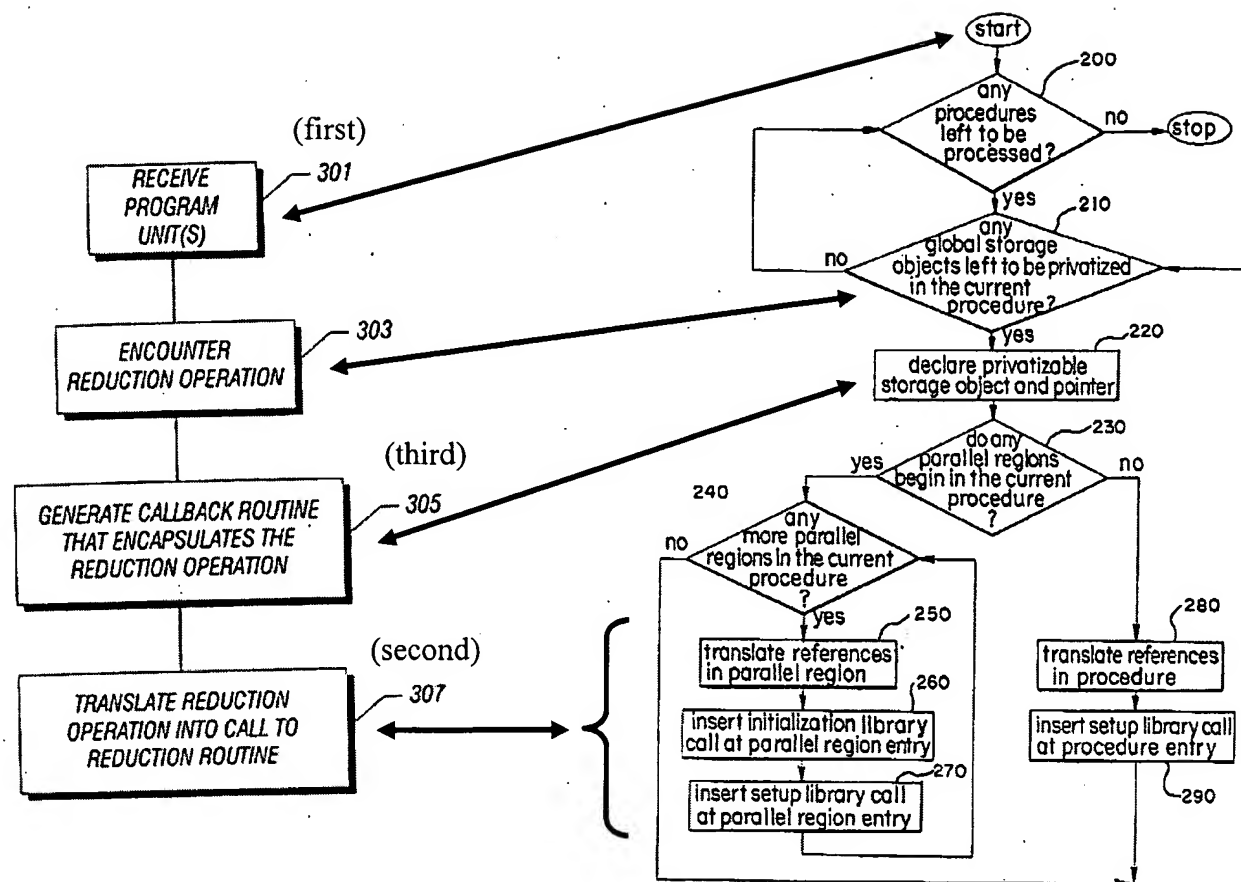 (first)
RECEIVE
PROGRAM
UNIT(S)
301
ENCOUNTER
REDUCTION OPERATION
303
(third)
GENERATE CALLBACK ROUTINE
THAT ENCAPSULATES THE
REDUCTION OPERATION
305
(second)
TRANSLATE REDUCTION
OPERATION INTO CALL TO
REDUCTION ROUTINE
307
start
200
any
procedures
left to be
processed?
no
stop
yes
210
any
global storage
objects left to be privatized
in the current
procedure?
no
yes
220
declare privatizable
storage object and pointer
230
do any
parallel regions
begin in the current
procedure
?
yes
no
240
any
more parallel
regions in the current
procedure
?
no
yes
250
translate references
in parallel region
260
insert initialization library
call at parallel region entry
270
insert setup library call
at parallel region entry
280
translate references
in procedure
insert setup library call
at procedure entry
290